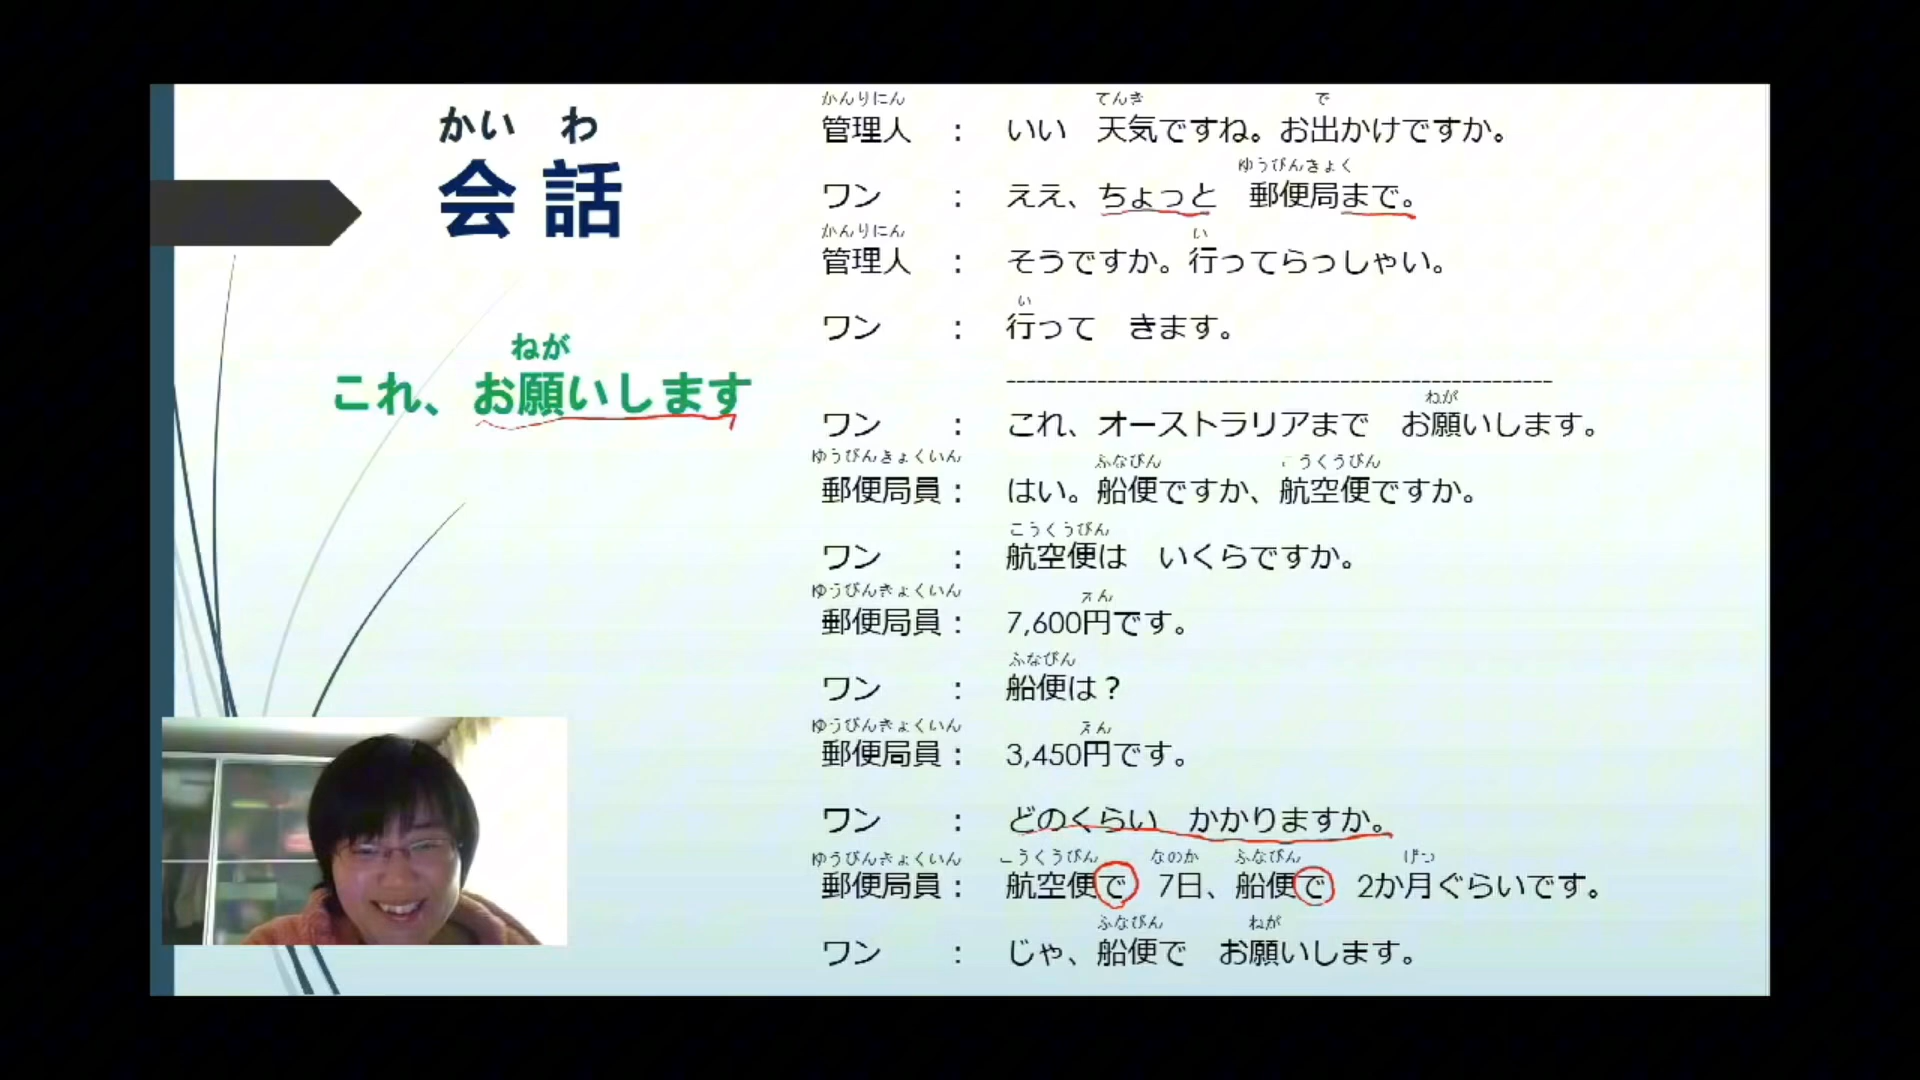 かい わ
会話
ねが
これ、お願いします
かんりにん てんき で
管理人 : いい 天気ですね。お出かけですか。
ゆうびんきょく
ワン : ええ、ちょっと 郵便局まで。
かんりにん い
管理人 : そうですか。行ってらっしゃい。
い
ワン : 行って きます。
------------------------------------------------------
ねが
ワン : これ、オーストラリアまで お願いします。
ゆうびんきょくいん ふなびん こうくうびん
郵便局員 : はい。船便ですか、航空便ですか。
こうくうびん
ワン : 航空便は いくらですか。
ゆうびんきょくいん えん
郵便局員 : 7,600円です。
ふなびん
ワン : 船便は？
ゆうびんきょくいん えん
郵便局員 : 3,450円です。
ワン : どのくらい かかりますか。
ゆうびんきょくいん こうくうびん なのか ふなびん げつ
郵便局員 : 航空便で 7日、船便で 2か月ぐらいです。
ふなびん ねが
ワン : じゃ、船便で お願いします。